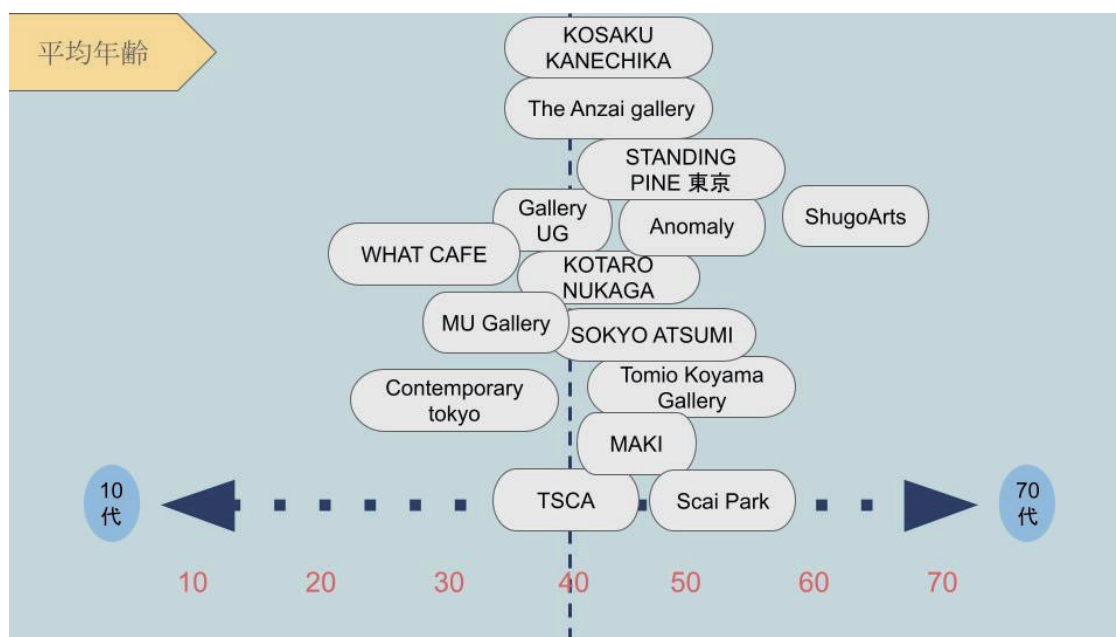 平均年齢
KOSAKU
KANECHIKA
The Anzai gallery
STANDING
PINE 東京
Gallery
UG
Anomaly
ShugoArts
WHAT CAFE
KOTARO
NUKAGA
MU Gallery
SOKYO ATSUMI
Contemporary
tokyo
Tomio Koyama
Gallery
MAKI
10
代
TSCA
Scai Park
70
代
10 20 30 40 50 60 70